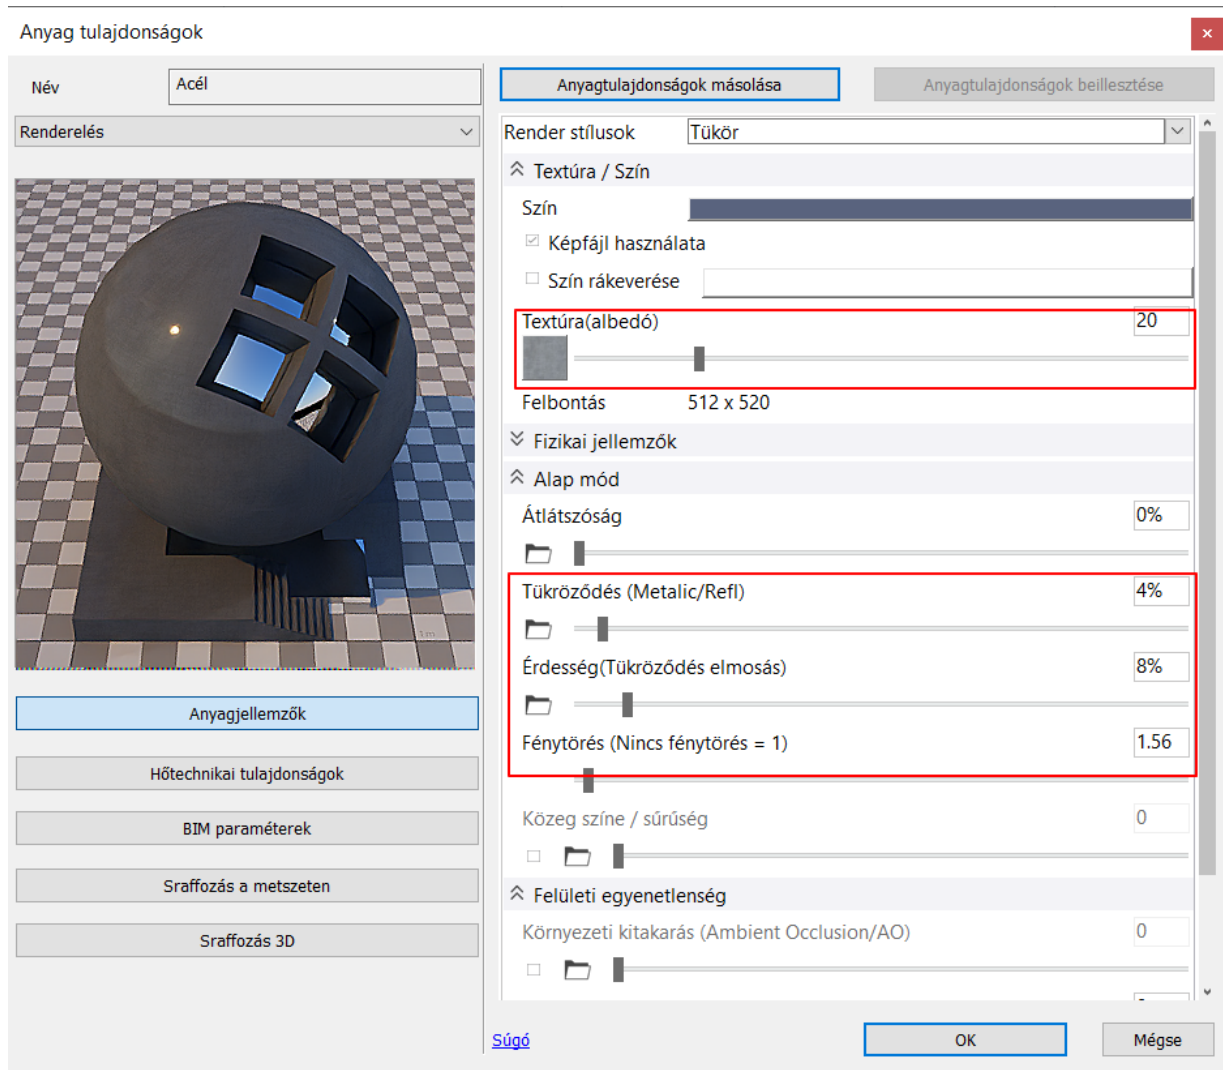 Anyag tulajdonságok
Név
Acél
Renderelés
1m
Anyagjellemzők
Hőtechnikai tulajdonságok
BIM paraméterek
Sraffozás a metszeten
Sraffozás 3D
Anyagtulajdonságok másolása
Anyagtulajdonságok beillesztése
Render stílusok Tükör
Textúra / Szín
Szín
Képfájl használata
Szín rákeverése
Textúra(albedó) 20
Felbontás 512 x 520
Fizikai jellemzők
Alap mód
Átlátszóság 0%
Tükröződés (Metalic/Refl) 4%
Érdesség(Tükröződés elmosás) 8%
Fénytörés (Nincs fénytörés = 1) 1.56
Közeg színe / sűrűség 0
Felületi egyenetlenség
Környezeti kitakarás (Ambient Occlusion/AO) 0
Súgó
OK
Mégse